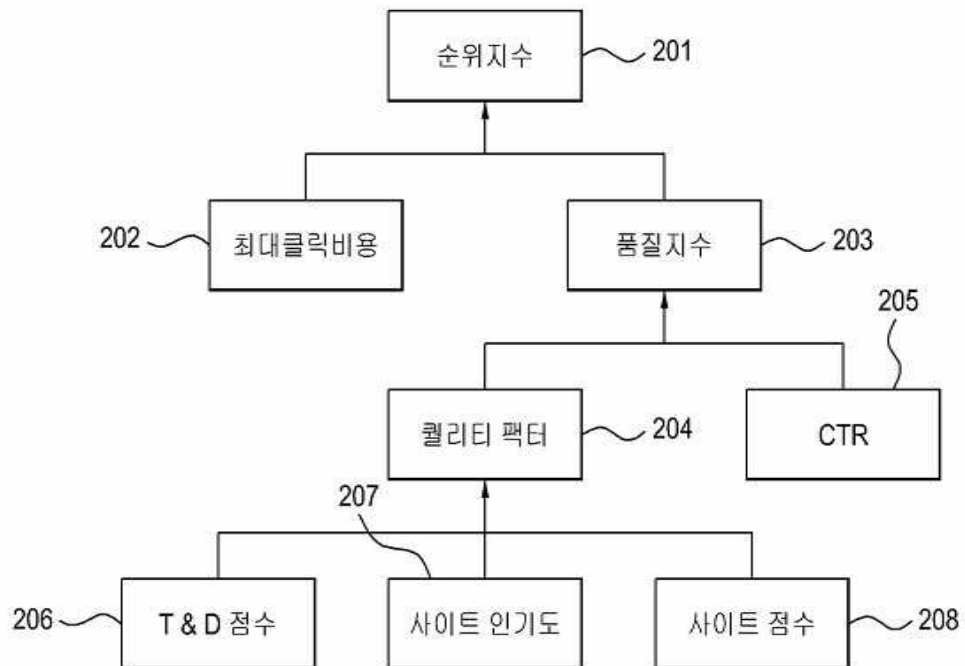 순위지수
201
202
최대클릭비용
품질지수
203
205
퀄리티 팩터
204
CTR
207
206
T & D 점수
사이트 인기도
사이트 점수
208